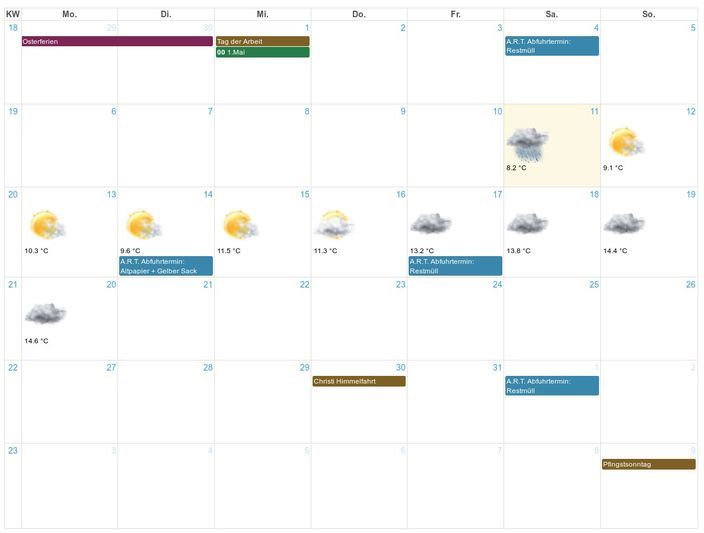 KW Mo. Di. Mi. Do. Fr. Sa. So.
18 29 30 1 2 3 4 5
Osterferien
Tag der Arbeit
00 1.Mai
A.R.T. Abfuhrtermin:
Restmüll
19 6 7 8 9 10 11 12
8.2 °C 9.1 °C
20 13 14 15 16 17 18 19
10.3 °C 9.6 °C 11.5 °C 11.3 °C 13.2 °C 13.8 °C 14.4 °C
A.R.T. Abfuhrtermin:
Altpapier + Gelber Sack
A.R.T. Abfuhrtermin:
Restmüll
21 20 21 22 23 24 25 26
14.6 °C
22 27 28 29 30 31 1 2
Christi Himmelfahrt
A.R.T. Abfuhrtermin:
Restmüll
23 3 4 5 6 7 8 9
Pfingstsonntag